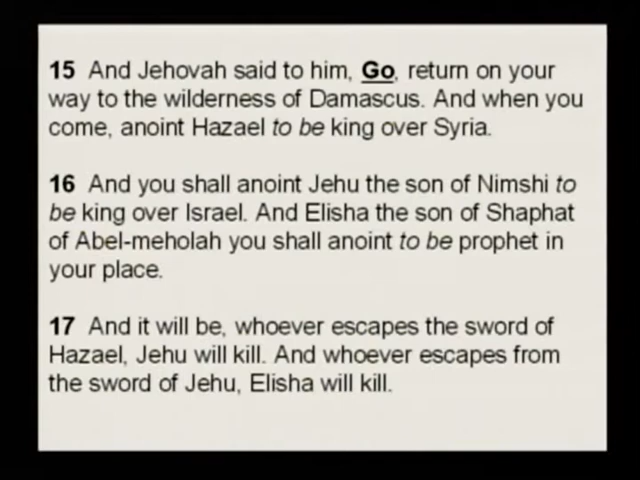 15 And Jehovah said to him, Go, return on your
way to the wilderness of Damascus. And when you
come, anoint Hazael to be king over Syria.
16 And you shall anoint Jehu the son of Nimshi to
be king over Israel. And Elisha the son of Shaphat
of Abel-meholah you shall anoint to be prophet in
your place.
17 And it will be, whoever escapes the sword of
Hazael, Jehu will kill. And whoever escapes from
the sword of Jehu, Elisha will kill.